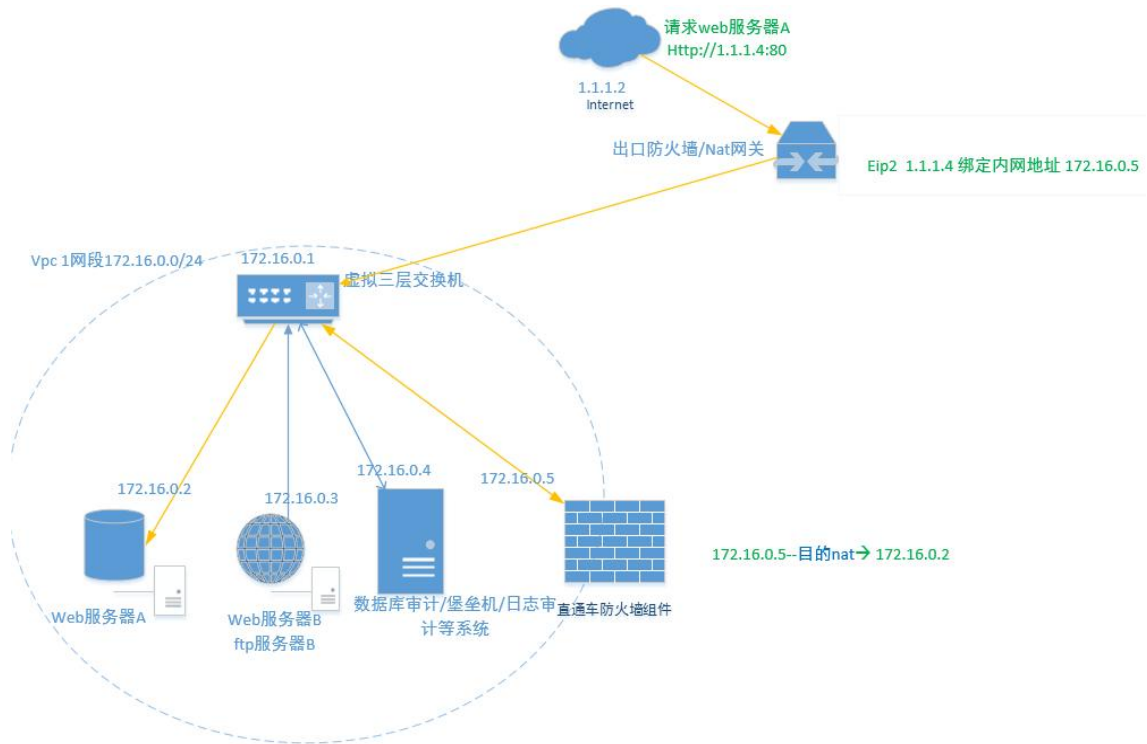 请求web服务器A
Http://1.1.1.4:80
1.1.1.2
Internet
出口防火墙/Nat网关
Eip2 1.1.1.4 绑定内网地址 172.16.0.5
Vpc 1网段172.16.0.0/24
172.16.0.1
虚拟三层交换机
172.16.0.2
172.16.0.3
172.16.0.4
172.16.0.5
172.16.0.5--目的nat→ 172.16.0.2
Web服务器A
Web服务器B
ftp服务器B
数据库审计/堡垒机/日志审
计等系统
直通车防火墙组件